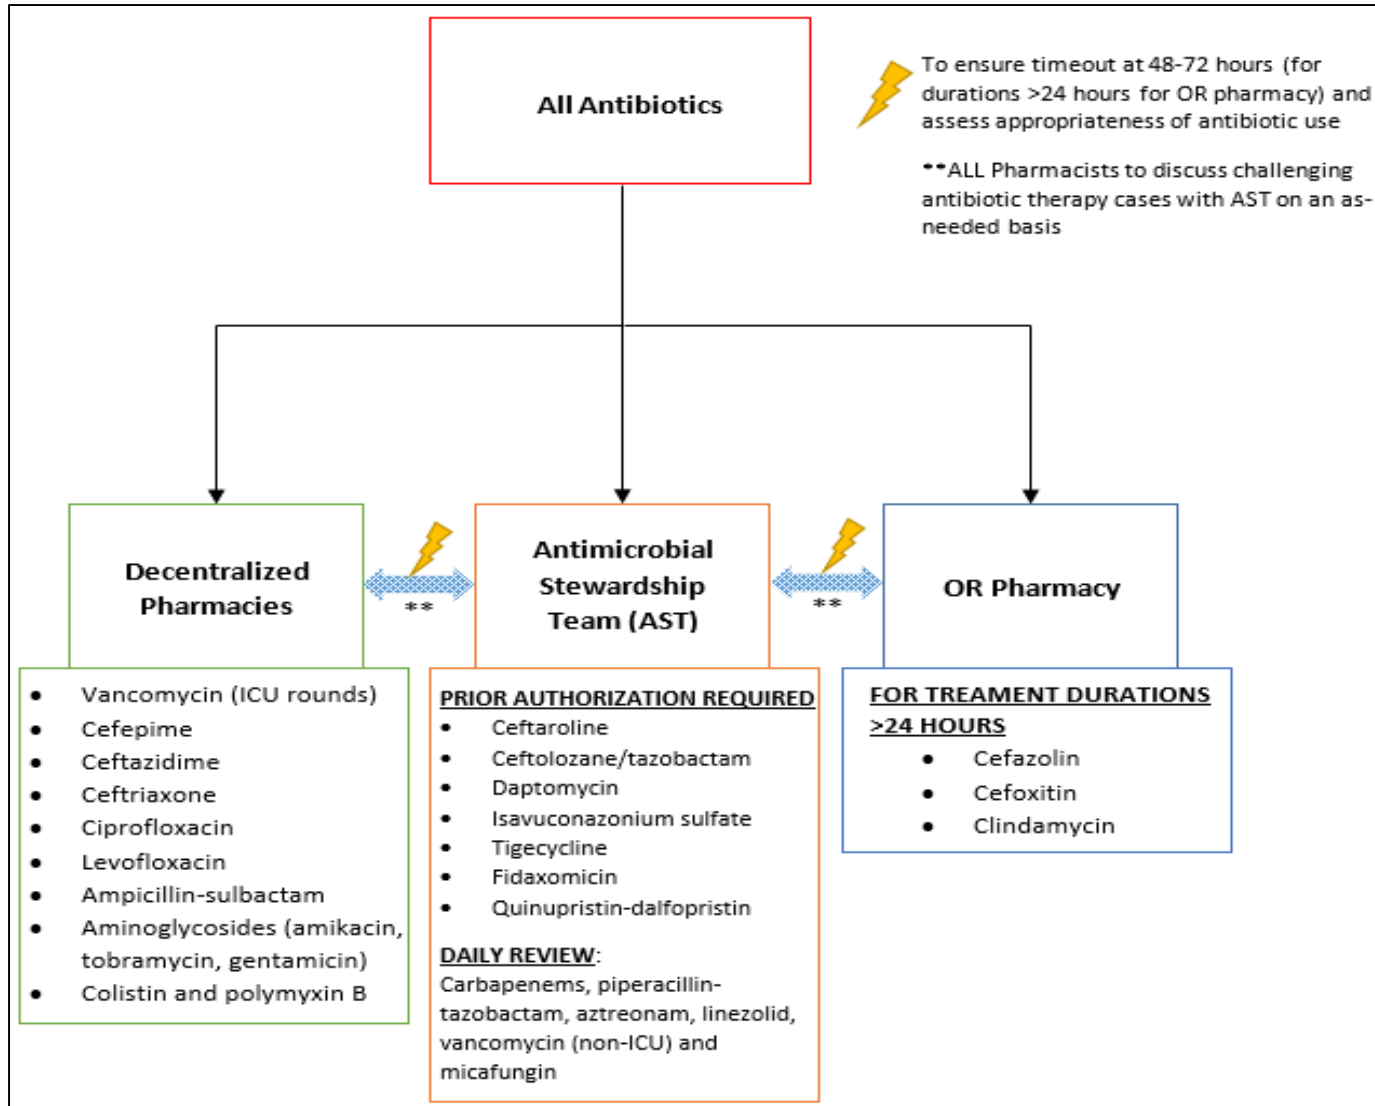 All Antibiotics
To ensure timeout at 48-72 hours (for
durations >24 hours for OR pharmacy) and
assess appropriateness of antibiotic use
**ALL Pharmacists to discuss challenging
antibiotic therapy cases with AST on an as-
needed basis
Decentralized
Pharmacies
**
Antimicrobial
Stewardship
Team (AST)
**
OR Pharmacy
• Vancomycin (ICU rounds)
• Cefepime
• Ceftazidime
• Ceftriaxone
• Ciprofloxacin
• Levofloxacin
• Ampicillin-sulbactam
• Aminoglycosides (amikacin,
tobramycin, gentamicin)
• Colistin and polymyxin B
PRIOR AUTHORIZATION REQUIRED
• Ceftaroline
• Ceftolozane/tazobactam
• Daptomycin
• Isavuconazonium sulfate
• Tigecycline
• Fidaxomicin
• Quinupristin-dalfopristin
DAILY REVIEW:
Carbapenems, piperacillin-
tazobactam, aztreonam, linezolid,
vancomycin (non-ICU) and
micafungin
FOR TREAMENT DURATIONS
>24 HOURS
• Cefazolin
• Cefoxitin
• Clindamycin